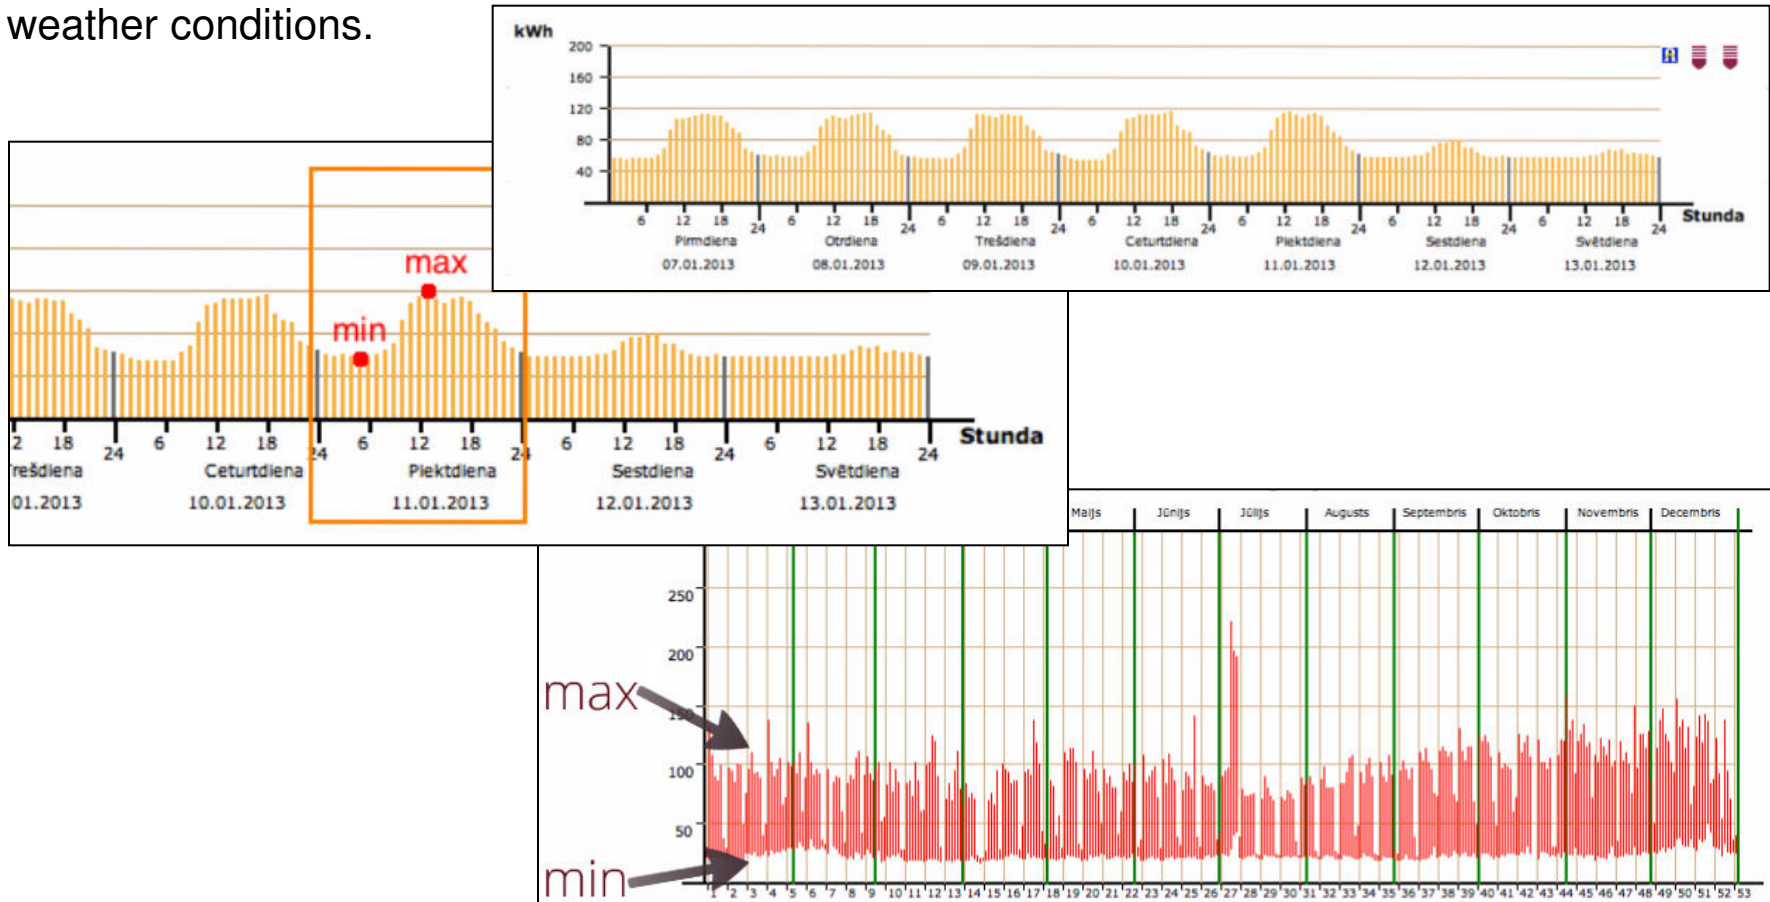 weather conditions.
kWh
200
160
120
80
40
6 12 18 24 6 12 18 24 6 12 18 24 6 12 18 24 6 12 18 24 6 12 18 24 6 12 18 24
Stunda
Pirmdiena Otrdiena Trešdiena Ceturtdiena Piektdiena Sestdiena Svētdiena
07.01.2013 08.01.2013 09.01.2013 10.01.2013 11.01.2013 12.01.2013 13.01.2013
max
min
2 18 24 6 12 18 24 6 12 18 24 6 12 18 24 6 12 18 24
Stunda
rešdiena Ceturtdiena Piektdiena Sestdiena Svētdiena
01.2013 10.01.2013 11.01.2013 12.01.2013 13.01.2013
Maijs Jūnijs Jūlijs Augusts Septembris Oktobris Novembris Decembris
250
200
max
150
100
50
min
1 2 3 4 5 6 7 8 9 10 11 12 13 14 15 16 17 18 19 20 21 22 23 24 25 26 27 28 29 30 31 32 33 34 35 36 37 38 39 40 41 42 43 44 45 46 47 48 49 50 51 52 53